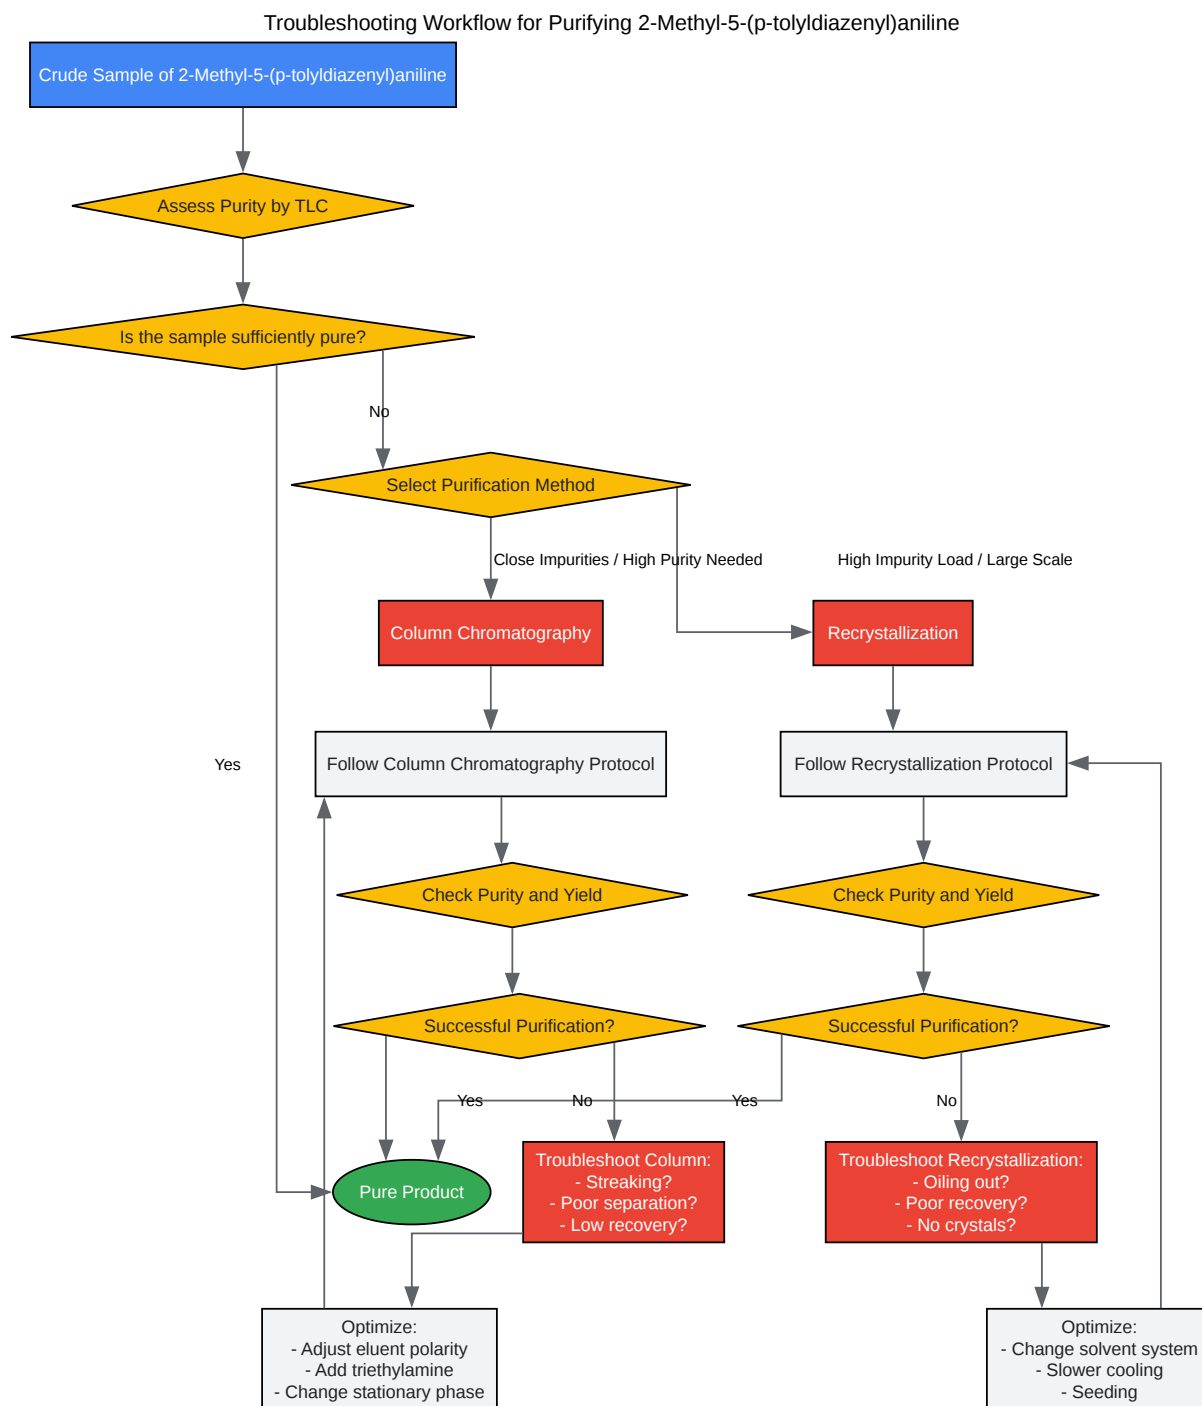 Troubleshooting Workflow for Purifying 2-Methyl-5-(p-tolyldiazenyl)aniline
Crude Sample of 2-Methyl-5-(p-tolyldiazenyl)aniline
Assess Purity by TLC
Is the sample sufficiently pure?
No
Select Purification Method
Close Impurities / High Purity Needed
High Impurity Load / Large Scale
Column Chromatography
Recrystallization
Yes
Follow Column Chromatography Protocol
Follow Recrystallization Protocol
Check Purity and Yield
Check Purity and Yield
Successful Purification?
Successful Purification?
Yes
No
Yes
No
Pure Product
Troubleshoot Column:
- Streaking?
- Poor separation?
- Low recovery?
Troubleshoot Recrystallization:
- Oiling out?
- Poor recovery?
- No crystals?
Optimize:
- Adjust eluent polarity
- Add triethylamine
- Change stationary phase
Optimize:
- Change solvent system
- Slower cooling
- Seeding